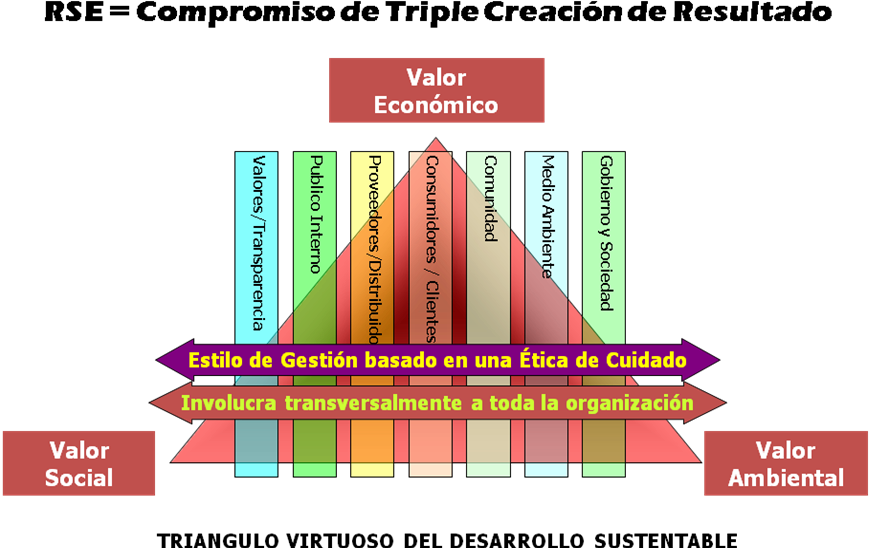 RSE = Compromiso de Triple Creación de Resultado
Valor
Económico
Valores/Transparencia
Publico Interno
Proveedores/Distribuido
Consumidores / Clientes
Comunidad
Medio Ambiente
Gobierno y Sociedad
Estilo de Gestión basado en una Ética de Cuidado
Involucra transversalmente a toda la organización
Valor
Social
Valor
Ambiental
TRIANGULO VIRTUOSO DEL DESARROLLO SUSTENTABLE